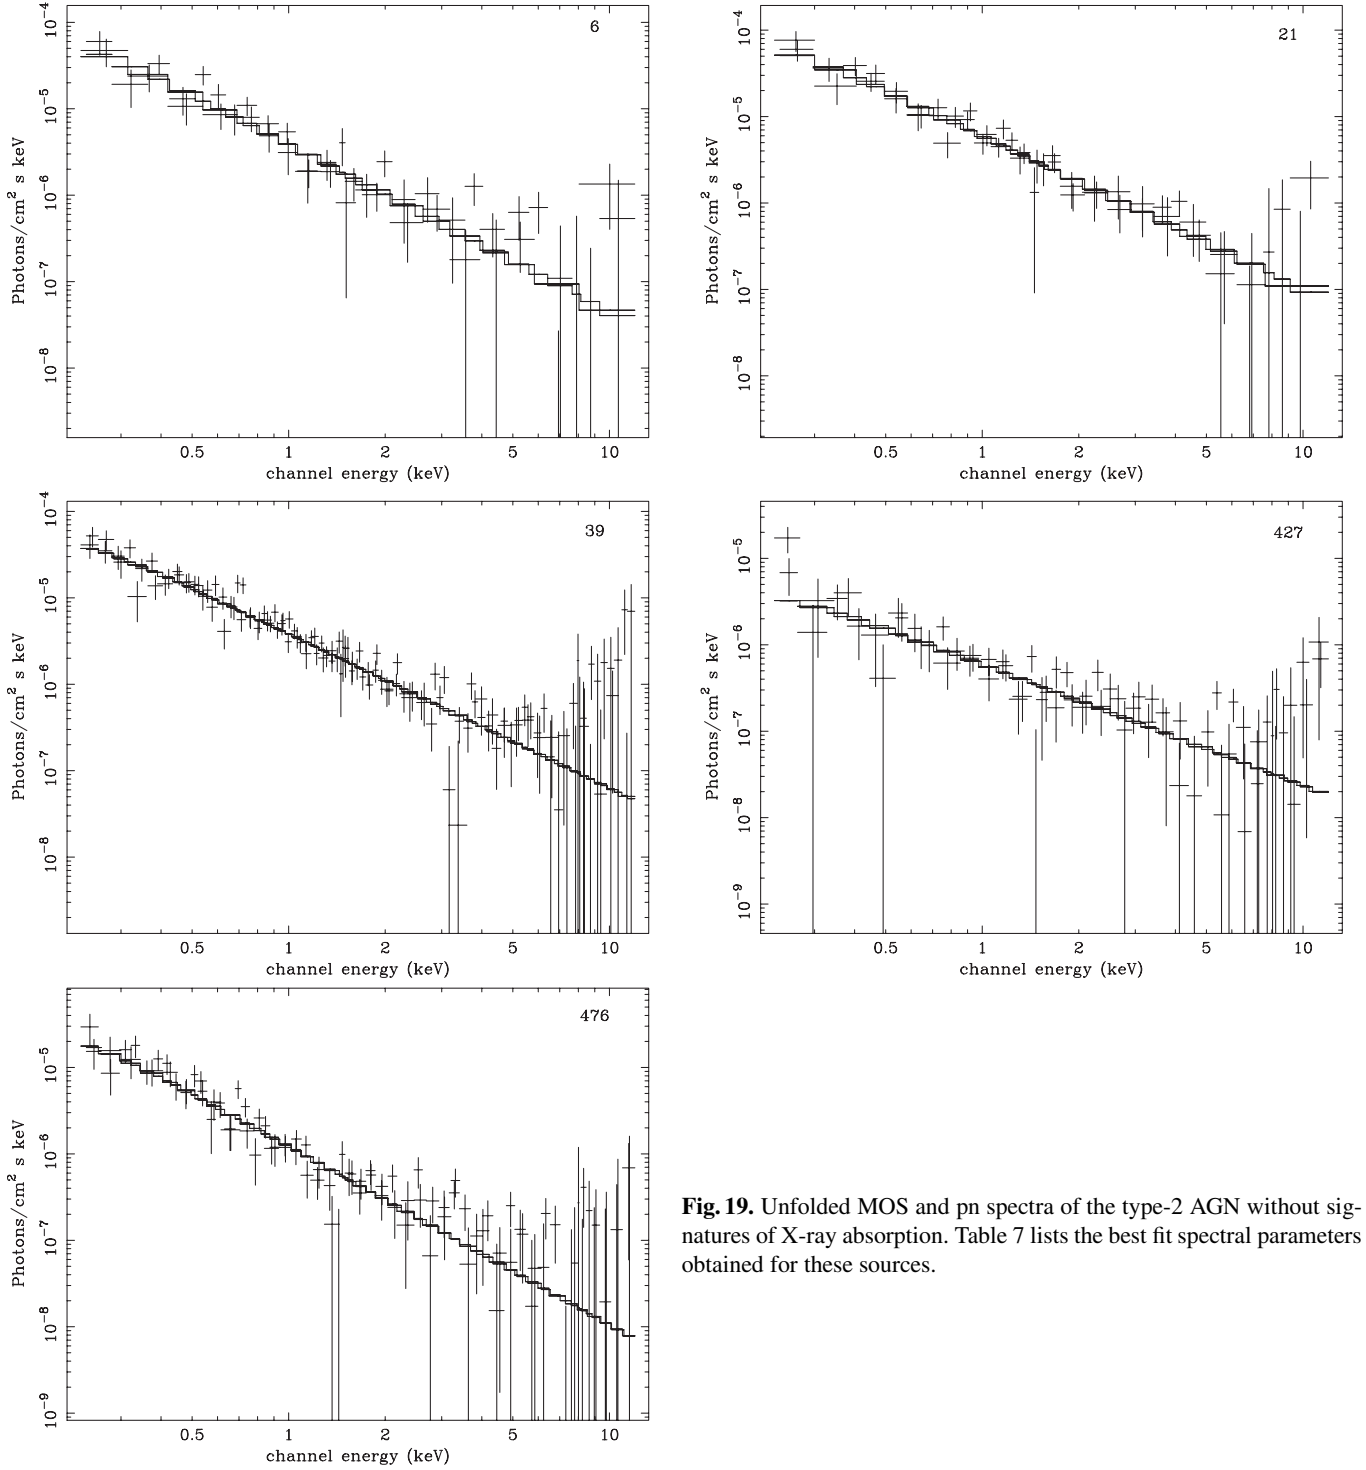 6
Photons/cm² s keV
10⁻⁴
10⁻⁵
10⁻⁶
10⁻⁷
10⁻⁸
0.5 1 2 5 10
channel energy (keV)
21
Photons/cm² s keV
10⁻⁴
10⁻⁵
10⁻⁶
10⁻⁷
10⁻⁸
0.5 1 2 5 10
channel energy (keV)
39
Photons/cm² s keV
10⁻⁴
10⁻⁵
10⁻⁶
10⁻⁷
10⁻⁸
0.5 1 2 5 10
channel energy (keV)
427
Photons/cm² s keV
10⁻⁵
10⁻⁶
10⁻⁷
10⁻⁸
10⁻⁹
0.5 1 2 5 10
channel energy (keV)
476
Photons/cm² s keV
10⁻⁵
10⁻⁶
10⁻⁷
10⁻⁸
10⁻⁹
0.5 1 2 5 10
channel energy (keV)
Fig. 19. Unfolded MOS and pn spectra of the type-2 AGN without sig-
natures of X-ray absorption. Table 7 lists the best fit spectral parameters
obtained for these sources.